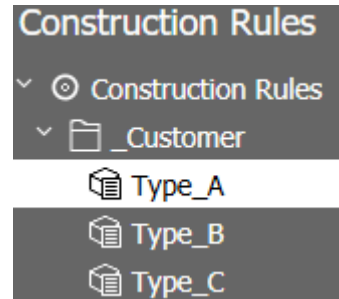 Construction Rules
Construction Rules
_Customer
Type_A
Type_B
Type_C